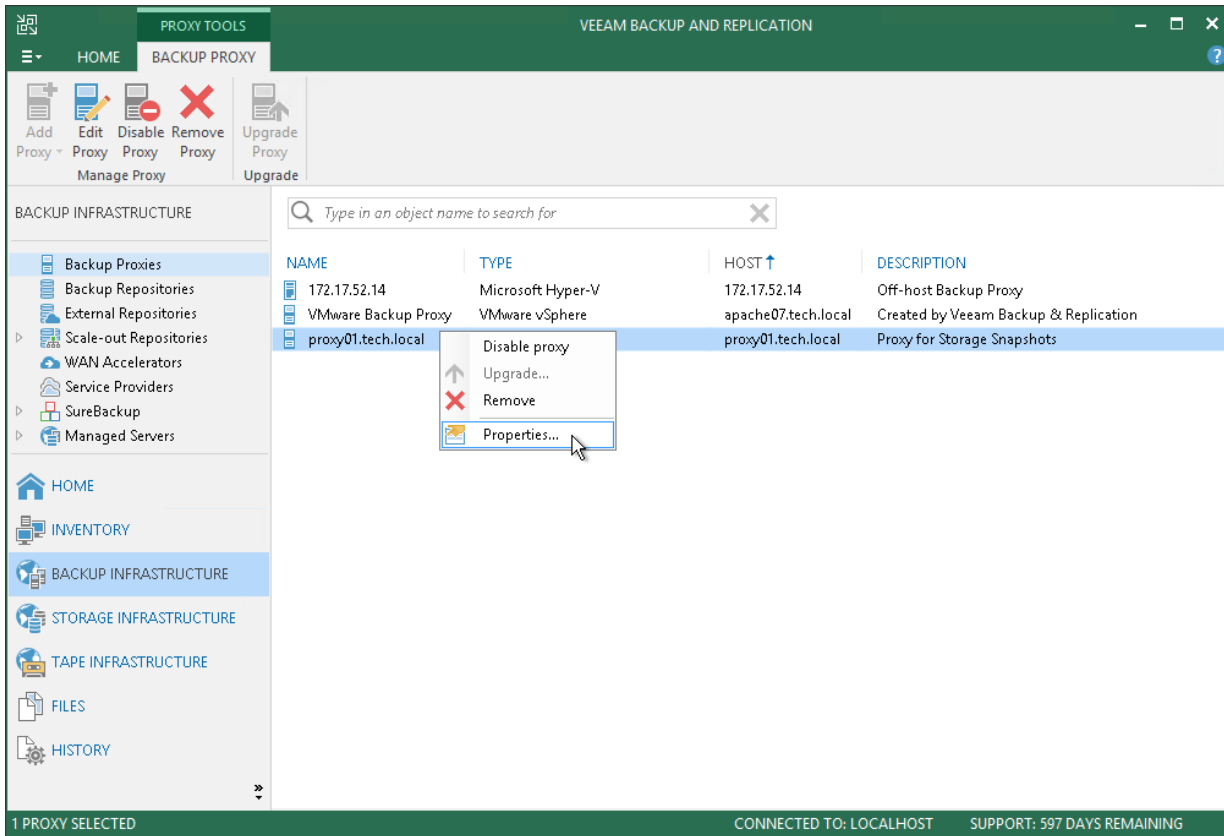 PROXY TOOLS
VEEAM BACKUP AND REPLICATION
HOME
BACKUP PROXY
?
Add Proxy
Edit Proxy
Disable Proxy
Remove Proxy
Upgrade Proxy
Manage Proxy
Upgrade
BACKUP INFRASTRUCTURE
Type in an object name to search for
Backup Proxies
Backup Repositories
External Repositories
Scale-out Repositories
WAN Accelerators
Service Providers
SureBackup
Managed Servers
NAME TYPE HOST DESCRIPTION
172.17.52.14 Microsoft Hyper-V 172.17.52.14 Off-host Backup Proxy
VMware Backup Proxy VMware vSphere apache07.tech.local Created by Veeam Backup & Replication
proxy01.tech.local proxy01.tech.local Proxy for Storage Snapshots
Disable proxy
Upgrade...
Remove
Properties...
HOME
INVENTORY
BACKUP INFRASTRUCTURE
STORAGE INFRASTRUCTURE
TAPE INFRASTRUCTURE
FILES
HISTORY
1 PROXY SELECTED
CONNECTED TO: LOCALHOST
SUPPORT: 597 DAYS REMAINING